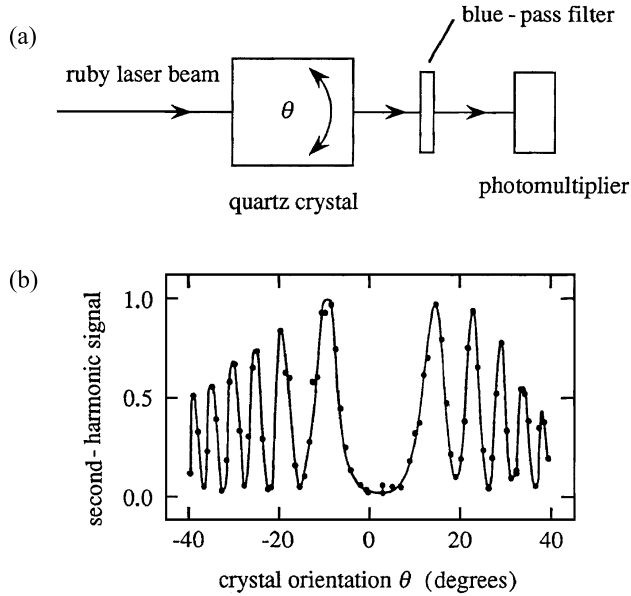 (a)
blue - pass filter
ruby laser beam
θ
quartz crystal
photomultiplier
(b)
second - harmonic signal
1.0
0.5
0.0
-40 -20 0 20 40
crystal orientation θ (degrees)